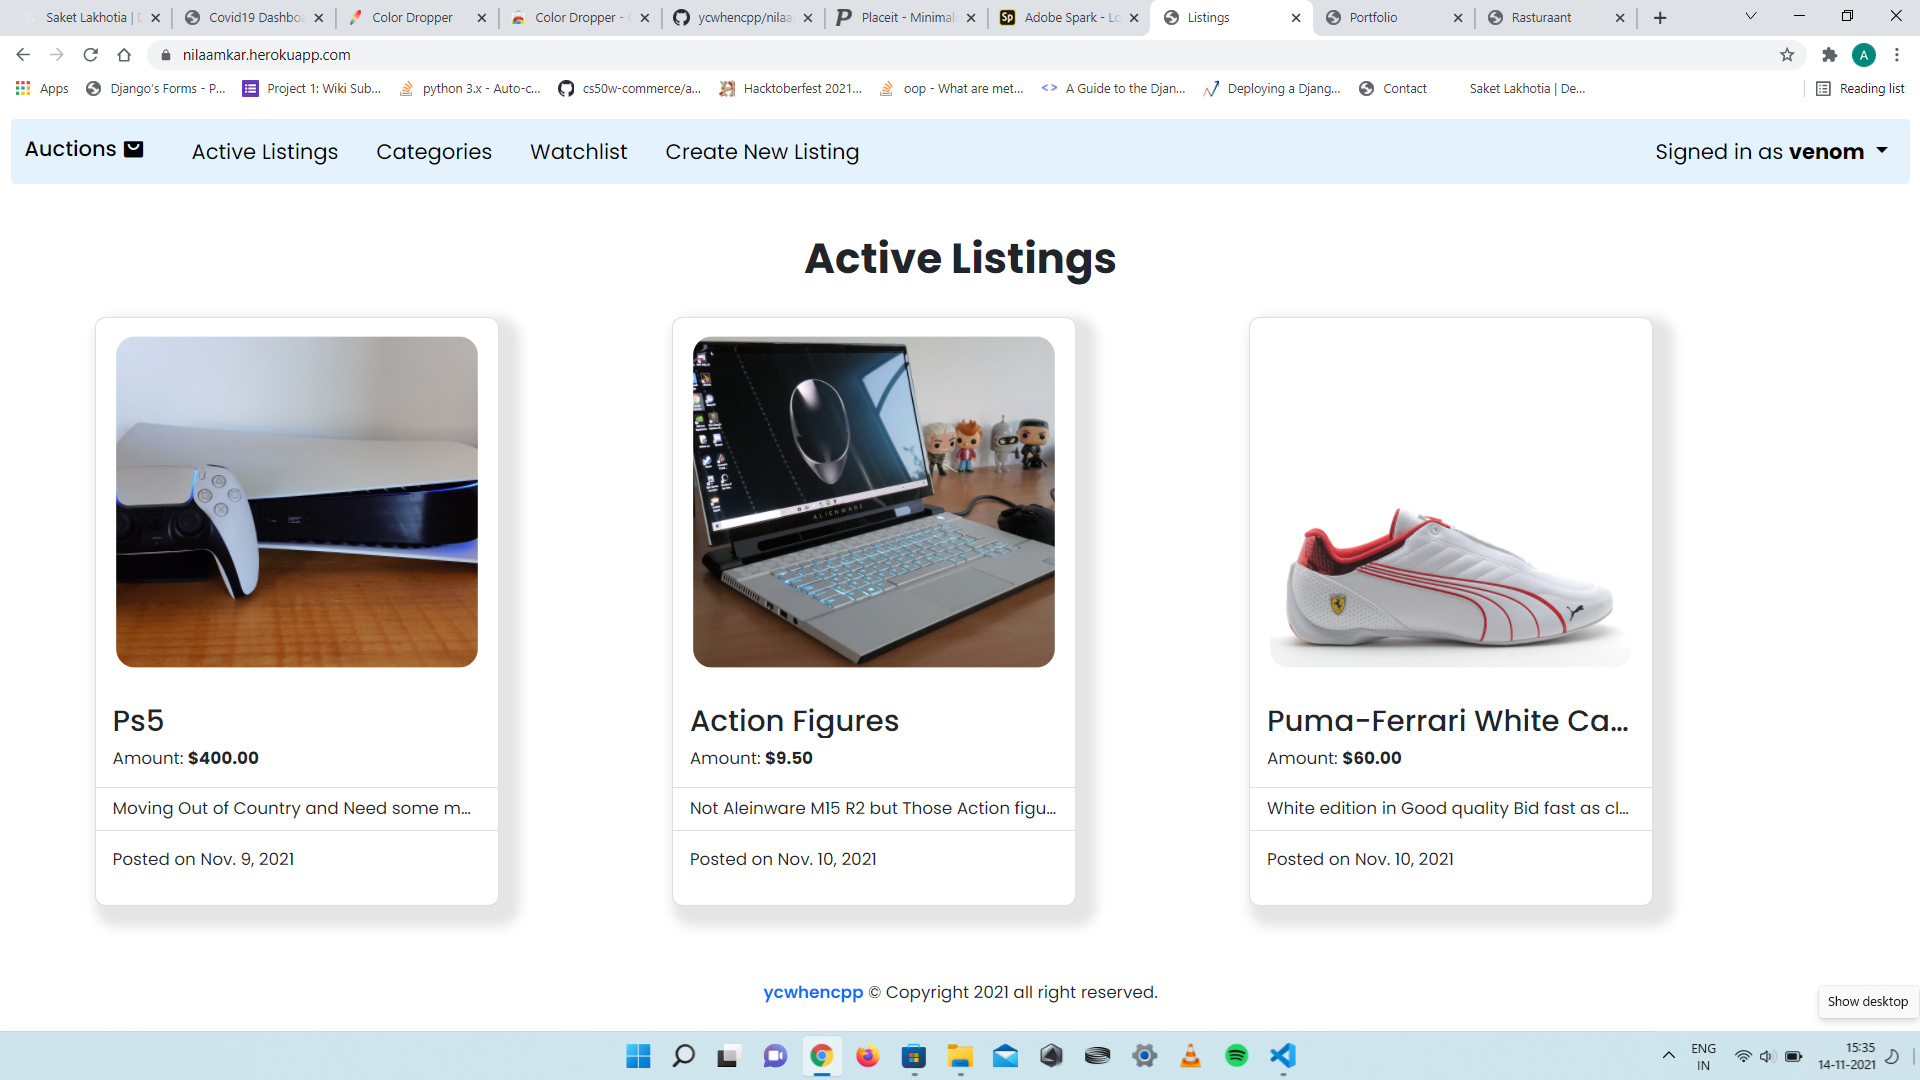 Saket Lakhotia | D
Covid19 Dashboa
Color Dropper
Color Dropper -
ycwhencpp/nilaa
Placeit - Minimali
Adobe Spark - Lo
Listings
Portfolio
Rasturaant
nilaamkar.herokuapp.com
A
Apps
Django's Forms - P...
Project 1: Wiki Sub...
python 3.x - Auto-c...
cs50w-commerce/a...
Hacktoberfest 2021...
oop - What are met...
A Guide to the Djan...
Deploying a Djang...
Contact
Saket Lakhotia | De...
Reading list
Auctions
Active Listings
Categories
Watchlist
Create New Listing
Signed in as venom
Active Listings
ALIENWARE
Ps5
Amount: $400.00
Moving Out of Country and Need some m...
Posted on Nov. 9, 2021
Action Figures
Amount: $9.50
Not Aleinware M15 R2 but Those Action figu...
Posted on Nov. 10, 2021
Puma-Ferrari White Ca...
Amount: $60.00
White edition in Good quality Bid fast as cl...
Posted on Nov. 10, 2021
ycwhencpp © Copyright 2021 all right reserved.
Show desktop
ENG
IN
15:35
14-11-2021